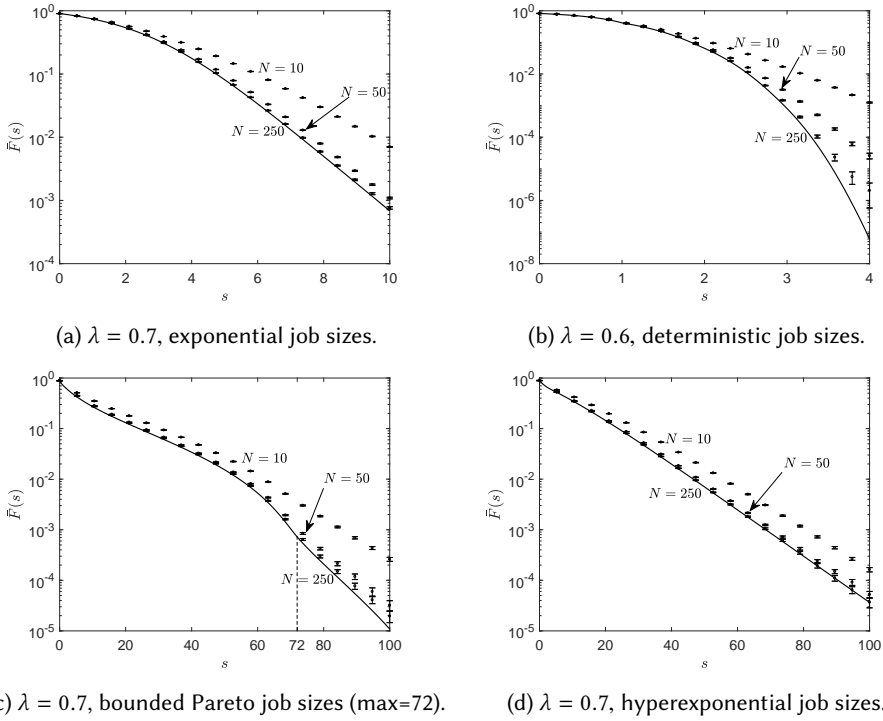 10^0
10^-1
10^-2
10^-3
10^-4
F̄(s)
N = 10
N = 50
N = 250
0 2 4 6 8 10
s
(a) λ = 0.7, exponential job sizes.
10^0
10^-2
10^-4
10^-6
10^-8
F̄(s)
N = 10
N = 50
N = 250
0 1 2 3 4
s
(b) λ = 0.6, deterministic job sizes.
10^0
10^-1
10^-2
10^-3
10^-4
10^-5
F̄(s)
N = 10
N = 50
N = 250
0 20 40 60 72 80 100
s
c) λ = 0.7, bounded Pareto job sizes (max=72).
10^0
10^-1
10^-2
10^-3
10^-4
10^-5
F̄(s)
N = 10
N = 50
N = 250
0 20 40 60 80 100
s
(d) λ = 0.7, hyperexponential job sizes.